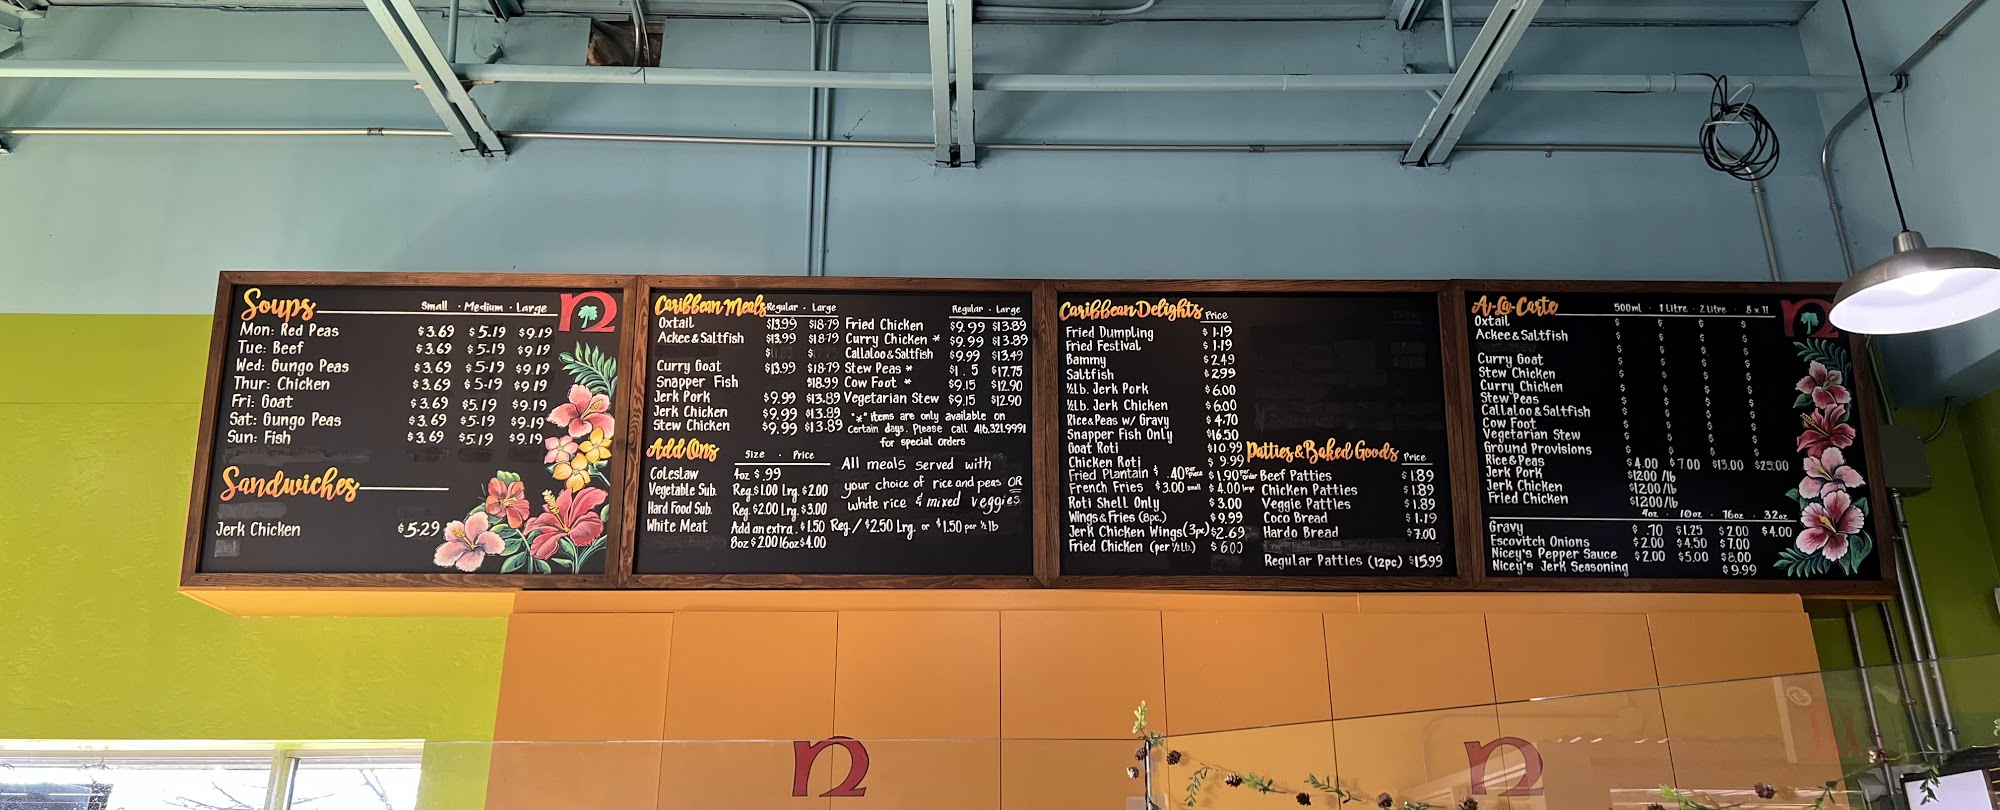 Soups Small · Medium · Large
Mon: Red Peas $3.69 $5.19 $9.19
Tue: Beef $3.69 $5.19 $9.19
Wed: Gungo Peas $3.69 $5.19 $9.19
Thur: Chicken $3.69 $5.19 $9.19
Fri: Goat $3.69 $5.19 $9.19
Sat: Gungo Peas $3.69 $5.19 $9.19
Sun: Fish $3.69 $5.19 $9.19
Sandwiches
Jerk Chicken $5.29
n
Caribbean Meals Regular · Large
Oxtail $13.99 $18.79
Ackee & Saltfish $13.99 $18.79
Curry Goat $13.99 $18.79
Snapper Fish $18.99
Jerk Pork $9.99 $13.89
Jerk Chicken $9.99 $13.89
Stew Chicken $9.99 $13.89
Regular · Large
Fried Chicken $9.99 $13.89
Curry Chicken * $9.99 $13.89
Callaloo & Saltfish $9.99 $13.49
Stew Peas * $17.75
Cow Foot * $9.15 $12.90
Vegetarian Stew $9.15 $12.90
"*" items are only available on
certain days. Please call 416.321.9991
for special orders
Add Ons Size · Price
Coleslaw 4oz $.99
Vegetable Sub. Reg. $1.00 Lrg. $2.00
Hard Food Sub. Reg. $2.00 Lrg. $3.00
White Meat Add an extra . $1.50 Reg. / $2.50 Lrg. or $1.50 per ½ lb
8oz $2.00 16oz $4.00
All meals served with
your choice of rice and peas OR
white rice & mixed veggies.
Caribbean Delights Price
Fried Dumpling $1.19
Fried Festival $1.19
Bammy $2.49
Saltfish $2.99
½Lb. Jerk Pork $6.00
½Lb. Jerk Chicken $6.00
Rice & Peas w/ Gravy $4.70
Snapper Fish Only $16.50
Goat Roti $10.99
Chicken Roti $9.99
Fried Plantain $.40 Per Piece $1.90 Per Order
French Fries $3.00 small $4.00 large
Roti Shell Only $3.00
Wings & Fries (8pc.) $9.99
Jerk Chicken Wings (3pc) $2.69
Fried Chicken (per ½ Lb.) $6.00
Patties & Baked Goods Price
Beef Patties $1.89
Chicken Patties $1.89
Veggie Patties $1.89
Coco Bread $1.19
Hardo Bread $7.00
Regular Patties (12pc) $15.99
A-La-Carte 500ml · 1 Litre · 2 Litre · 8 x 11
Oxtail $ $ $ $
Ackee & Saltfish $ $ $ $
Curry Goat $ $ $ $
Stew Chicken $ $ $ $
Curry Chicken $ $ $ $
Stew Peas $ $ $ $
Callaloo & Saltfish $ $ $ $
Cow Foot $ $ $ $
Vegetarian Stew $ $ $ $
Ground Provisions $ $ $ $
Rice & Peas $4.00 $7.00 $13.00 $25.00
Jerk Pork $12.00 /lb
Jerk Chicken $12.00/lb
Fried Chicken $12.00/lb
4oz · 10oz · 16oz · 32oz
Gravy $.70 $1.25 $2.00 $4.00
Escovitch Onions $2.00 $4.50 $7.00
Nicey's Pepper Sauce $2.00 $5.00 $8.00
Nicey's Jerk Seasoning $9.99
n
n
n